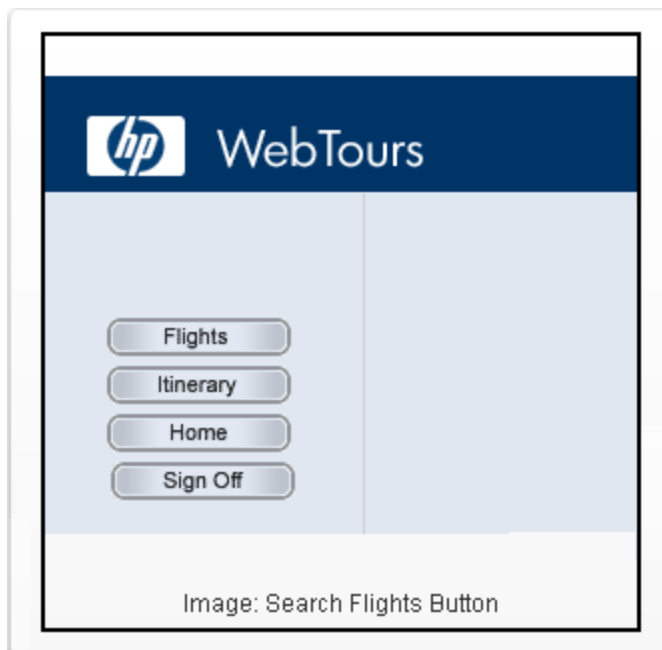 hp WebTours
Flights
Itinerary
Home
Sign Off
Image: Search Flights Button